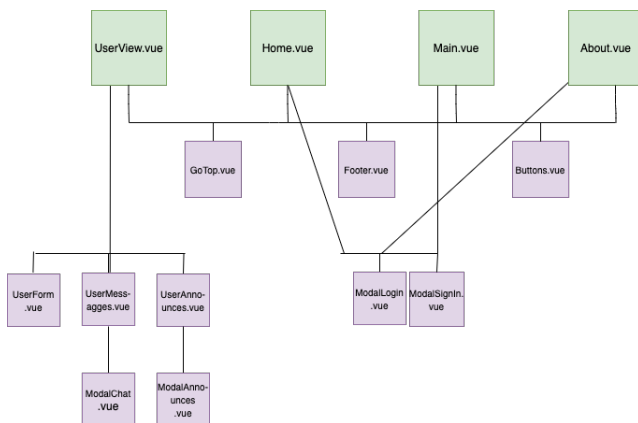 UserView.vue
Home.vue
Main.vue
About.vue
GoTop.vue
Footer.vue
Buttons.vue
UserForm
.vue
UserMess-
agges.vue
UserAnno-
unces.vue
ModalLogin
.vue
ModalSignIn.
vue
ModalChat
.vue
ModalAnno-
unces
.vue